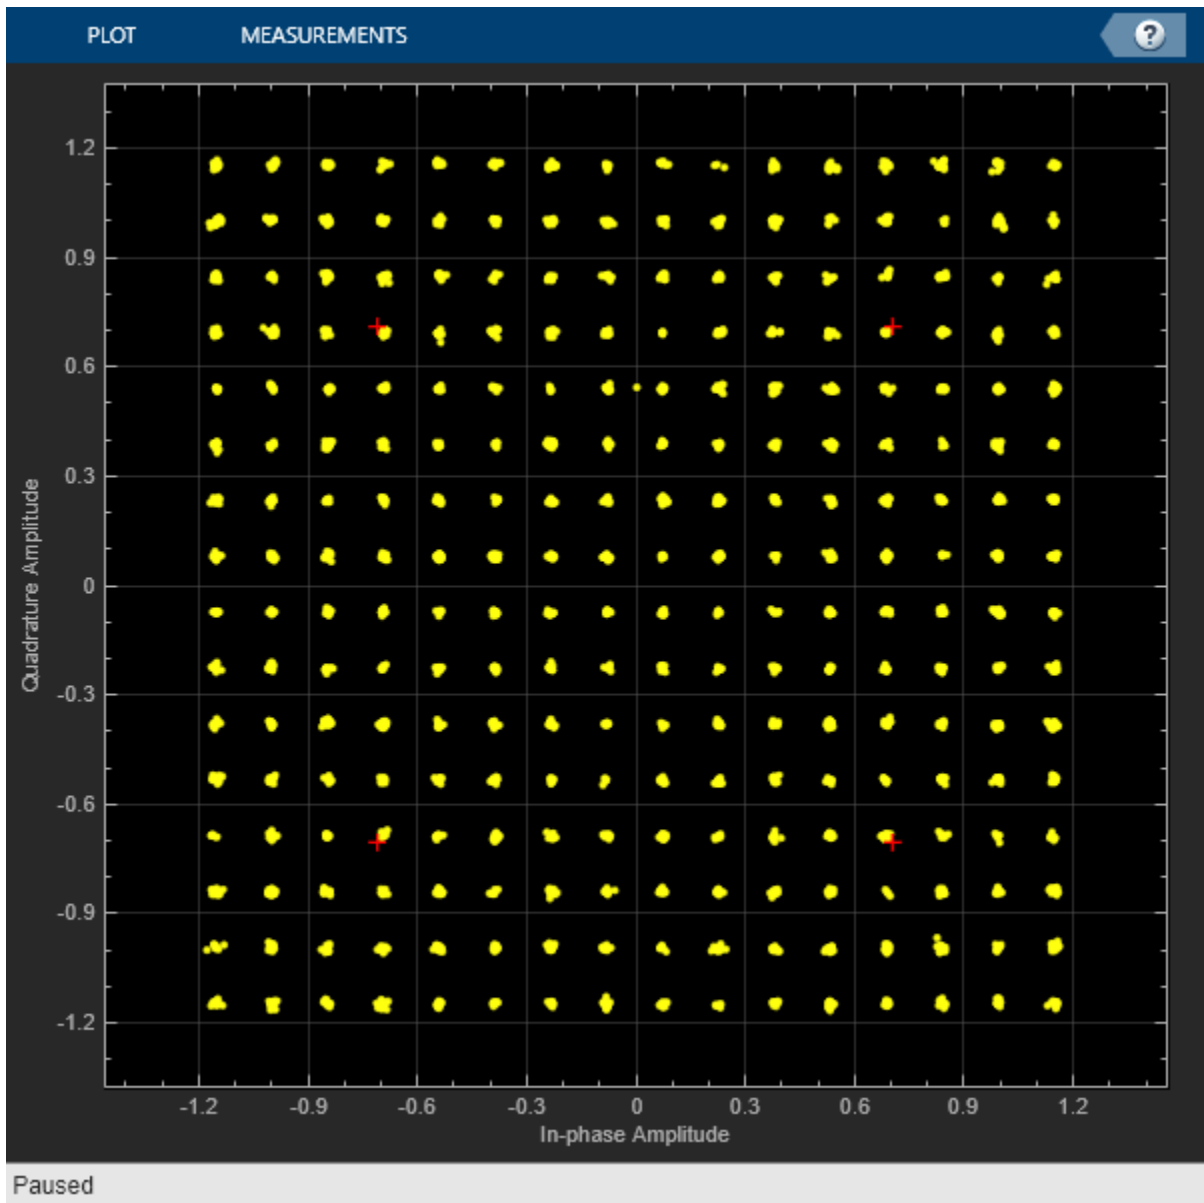 PLOT MEASUREMENTS ?
1.2
0.9
0.6
0.3
0
-0.3
-0.6
-0.9
-1.2
Quadrature Amplitude
-1.2 -0.9 -0.6 -0.3 0 0.3 0.6 0.9 1.2
In-phase Amplitude
Paused